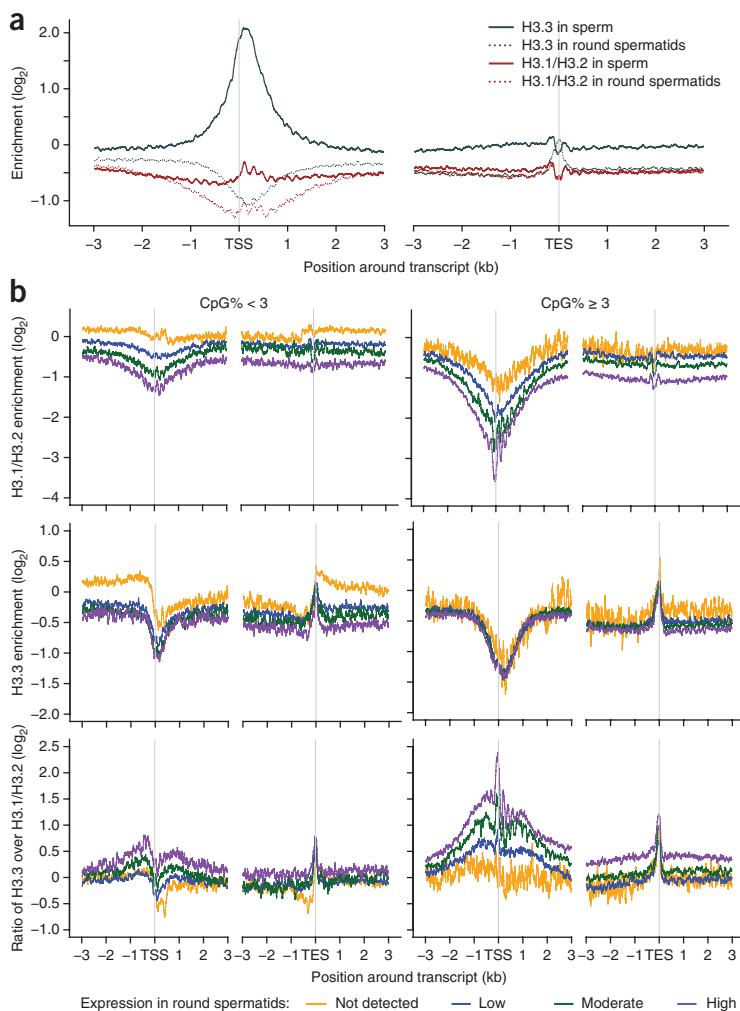 a
Enrichment (log2)
2.0
1.0
0
−1.0
H3.3 in sperm
H3.3 in round spermatids
H3.1/H3.2 in sperm
H3.1/H3.2 in round spermatids
−3 −2 −1 TSS 1 2 3
−3 −2 −1 TES 1 2 3
Position around transcript (kb)
b
CpG% < 3
CpG% ≥ 3
H3.1/H3.2 enrichment (log2)
0
−1
−2
−3
−4
H3.3 enrichment (log2)
1.0
0.5
0
−0.5
−1.0
−1.5
−2.0
Ratio of H3.3 over H3.1/H3.2 (log2)
2.5
2.0
1.5
1.0
0.5
0
−0.5
−1.0
−3 −2 −1 TSS 1 2 3
−3 −2 −1 TES 1 2 3
−3 −2 −1 TSS 1 2 3
−3 −2 −1 TES 1 2 3
Position around transcript (kb)
Expression in round spermatids: Not detected Low Moderate High